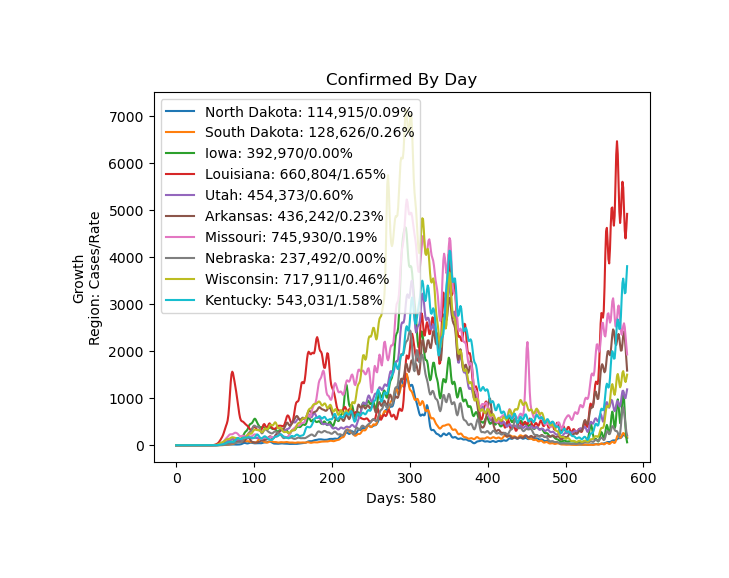 Confirmed By Day
North Dakota: 114,915/0.09%
South Dakota: 128,626/0.26%
Iowa: 392,970/0.00%
Louisiana: 660,804/1.65%
Utah: 454,373/0.60%
Arkansas: 436,242/0.23%
Missouri: 745,930/0.19%
Nebraska: 237,492/0.00%
Wisconsin: 717,911/0.46%
Kentucky: 543,031/1.58%
Growth
Region: Cases/Rate
7000
6000
5000
4000
3000
2000
1000
0
0 100 200 300 400 500 600
Days: 580